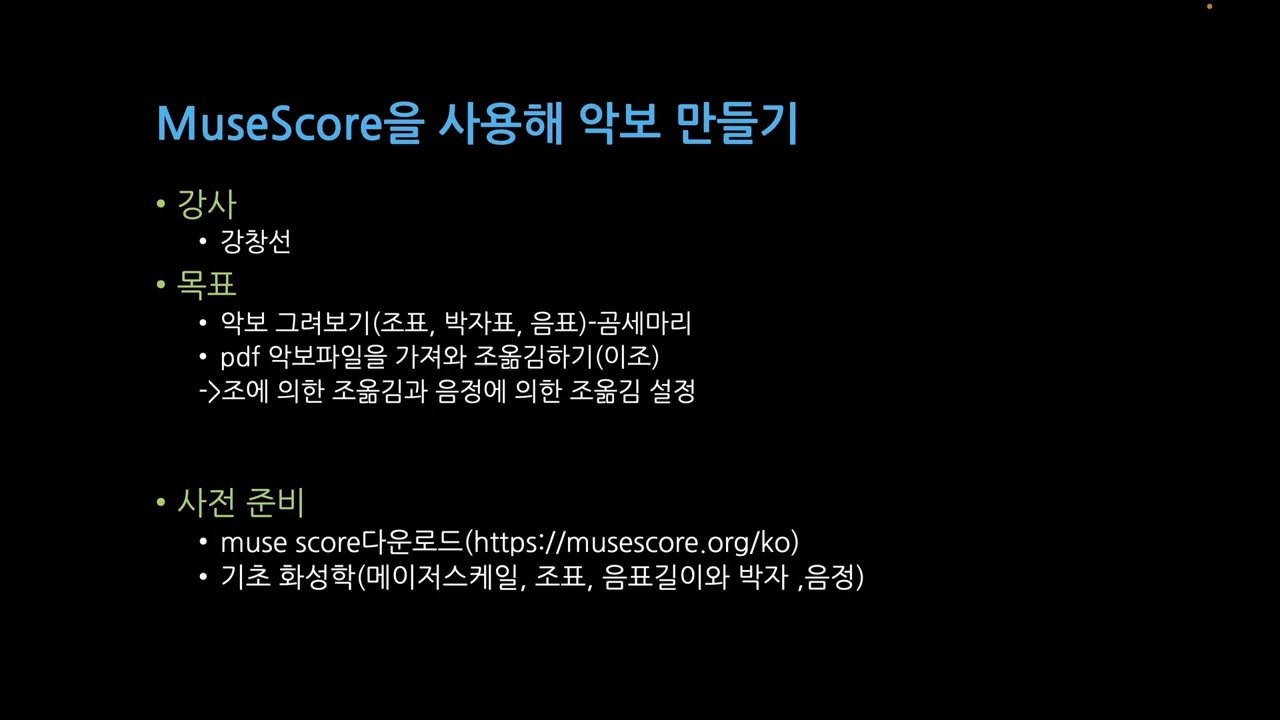 MuseScore을 사용해 악보 만들기
• 강사
• 강창선
• 목표
• 악보 그려보기(조표, 박자표, 음표)-곰세마리
• pdf 악보파일을 가져와 조옮김하기(이조)
->조에 의한 조옮김과 음정에 의한 조옮김 설정
• 사전 준비
• muse score다운로드(https://musescore.org/ko)
• 기초 화성학(메이저스케일, 조표, 음표길이와 박자 ,음정)